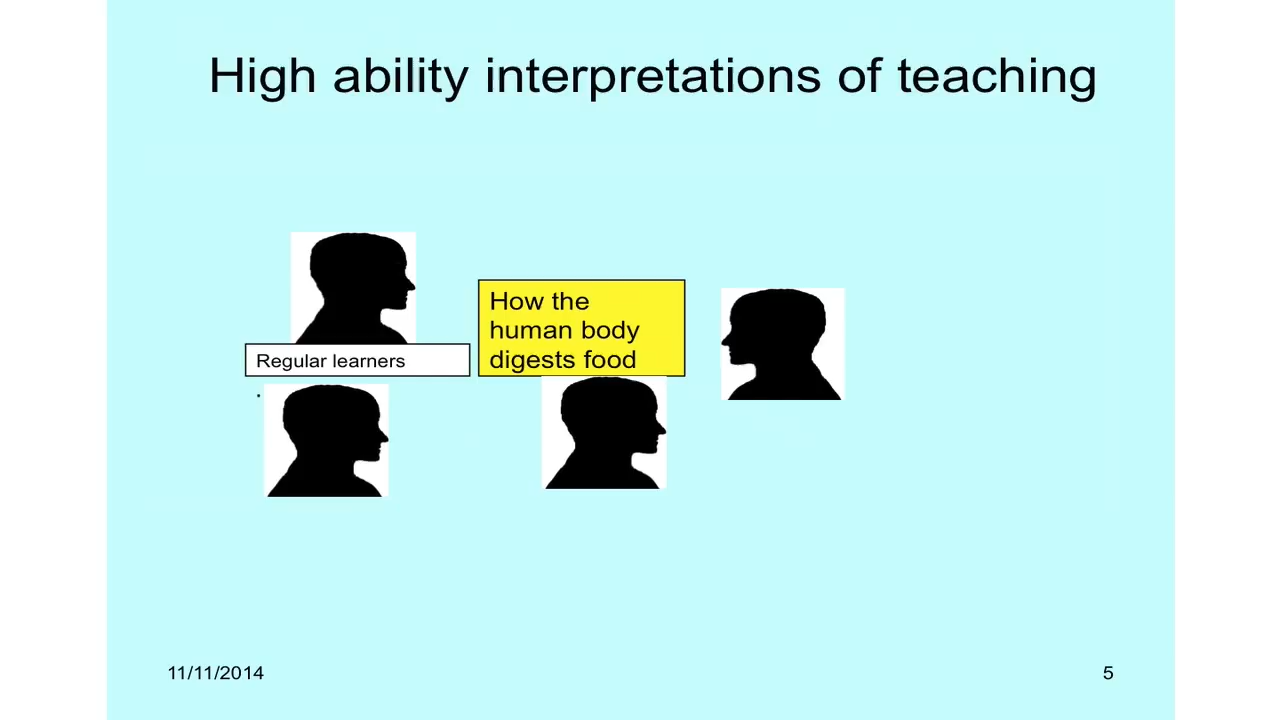 High ability interpretations of teaching
How the
human body
digests food
Regular learners
.
11/11/2014
5